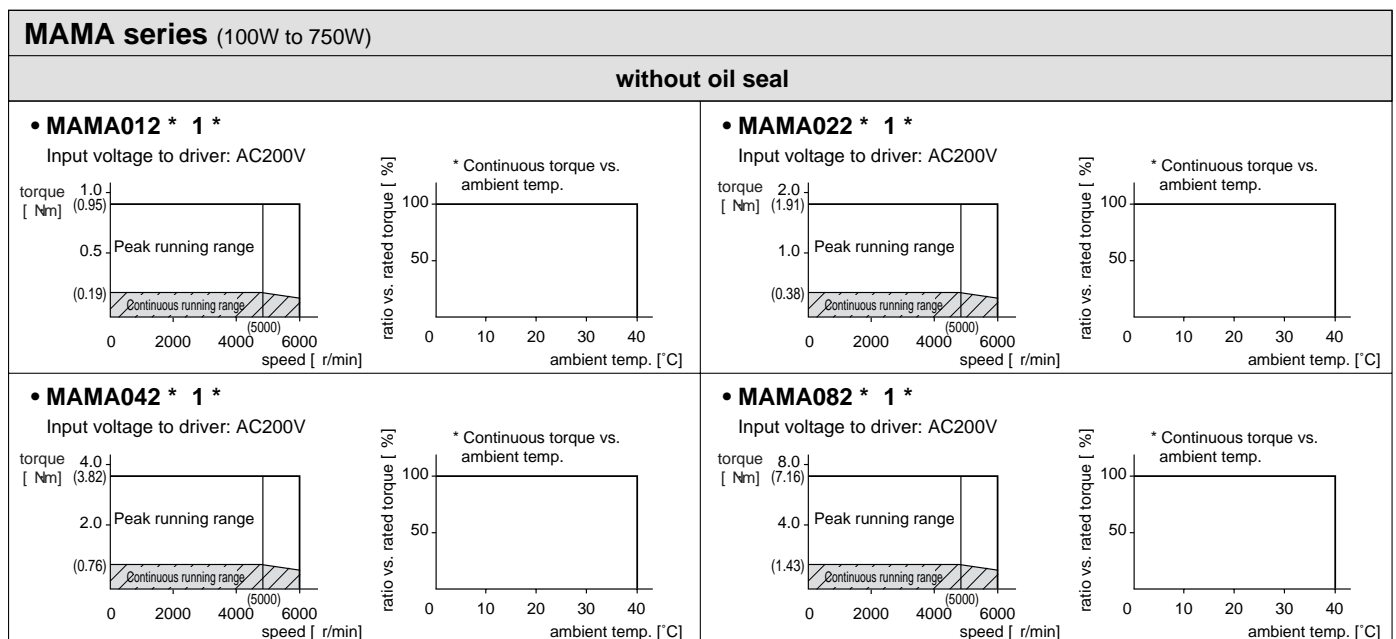 MAMA series (100W to 750W)
without oil seal
• MAMA012 * 1 *
Input voltage to driver: AC200V
torque
[ Nm]
1.0
(0.95)
0.5
(0.19)
Peak running range
Continuous running range
(5000)
0 2000 4000 6000
speed [ r/min]
ratio vs. rated torque [ %]
* Continuous torque vs.
ambient temp.
100
50
0 10 20 30 40
ambient temp. [˚C]
• MAMA022 * 1 *
Input voltage to driver: AC200V
torque
[ Nm]
2.0
(1.91)
1.0
(0.38)
Peak running range
Continuous running range
(5000)
0 2000 4000 6000
speed [ r/min]
ratio vs. rated torque [ %]
* Continuous torque vs.
ambient temp.
100
50
0 10 20 30 40
ambient temp. [˚C]
• MAMA042 * 1 *
Input voltage to driver: AC200V
torque
[ Nm]
4.0
(3.82)
2.0
(0.76)
Peak running range
Continuous running range
(5000)
0 2000 4000 6000
speed [ r/min]
ratio vs. rated torque [ %]
* Continuous torque vs.
ambient temp.
100
50
0 10 20 30 40
ambient temp. [˚C]
• MAMA082 * 1 *
Input voltage to driver: AC200V
torque
[ Nm]
8.0
(7.16)
4.0
(1.43)
Peak running range
Continuous running range
(5000)
0 2000 4000 6000
speed [ r/min]
ratio vs. rated torque [ %]
* Continuous torque vs.
ambient temp.
100
50
0 10 20 30 40
ambient temp. [˚C]